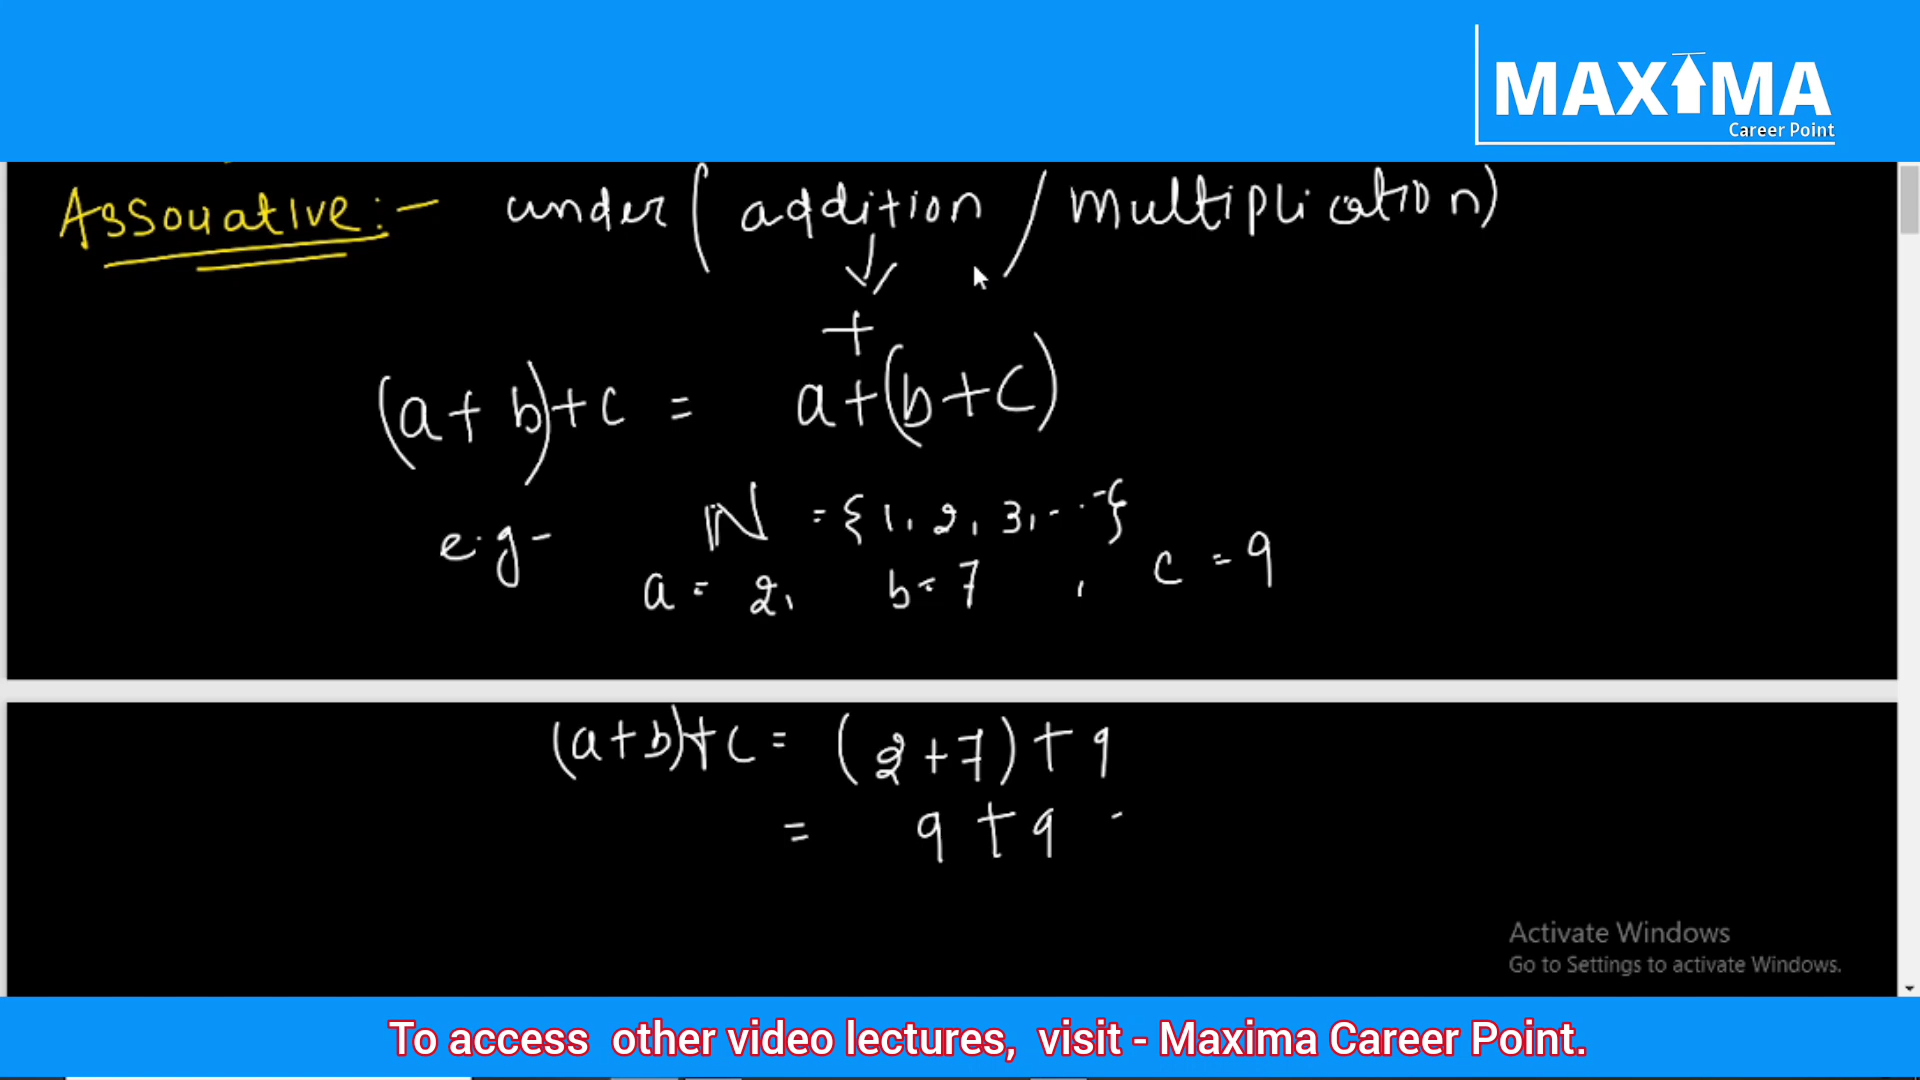 MAXIMA
Career Point
Associative:- under (addition / multiplication)
+
(a+b)+c = a+(b+c)
e.g- N = {1, 2, 3, ...}
a = 2, b = 7, c = 9
(a+b)+c = (2+7)+9
= 9+9 -
Activate Windows
Go to Settings to activate Windows.
To access other video lectures, visit - Maxima Career Point.